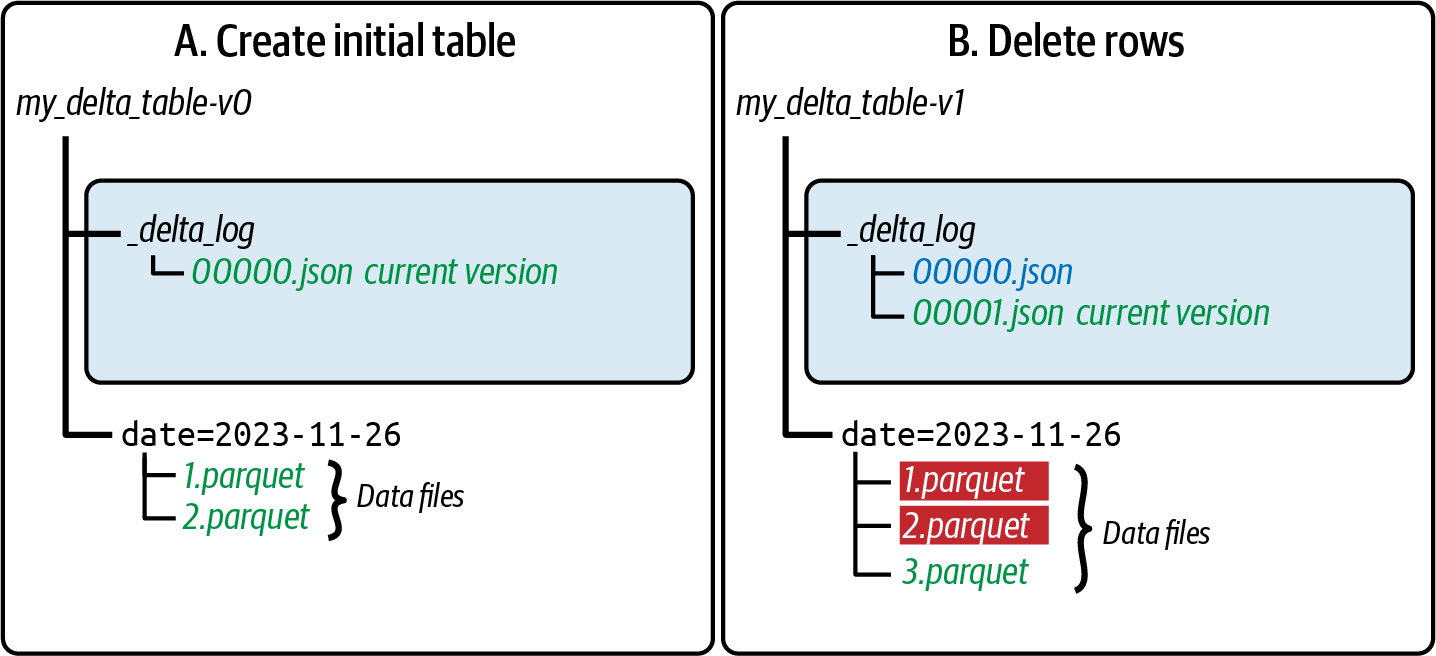 A. Create initial table
my_delta_table-v0
_delta_log
00000.json current version
date=2023-11-26
1.parquet
2.parquet
Data files
B. Delete rows
my_delta_table-v1
_delta_log
00000.json
00001.json current version
date=2023-11-26
1.parquet
2.parquet
3.parquet
Data files